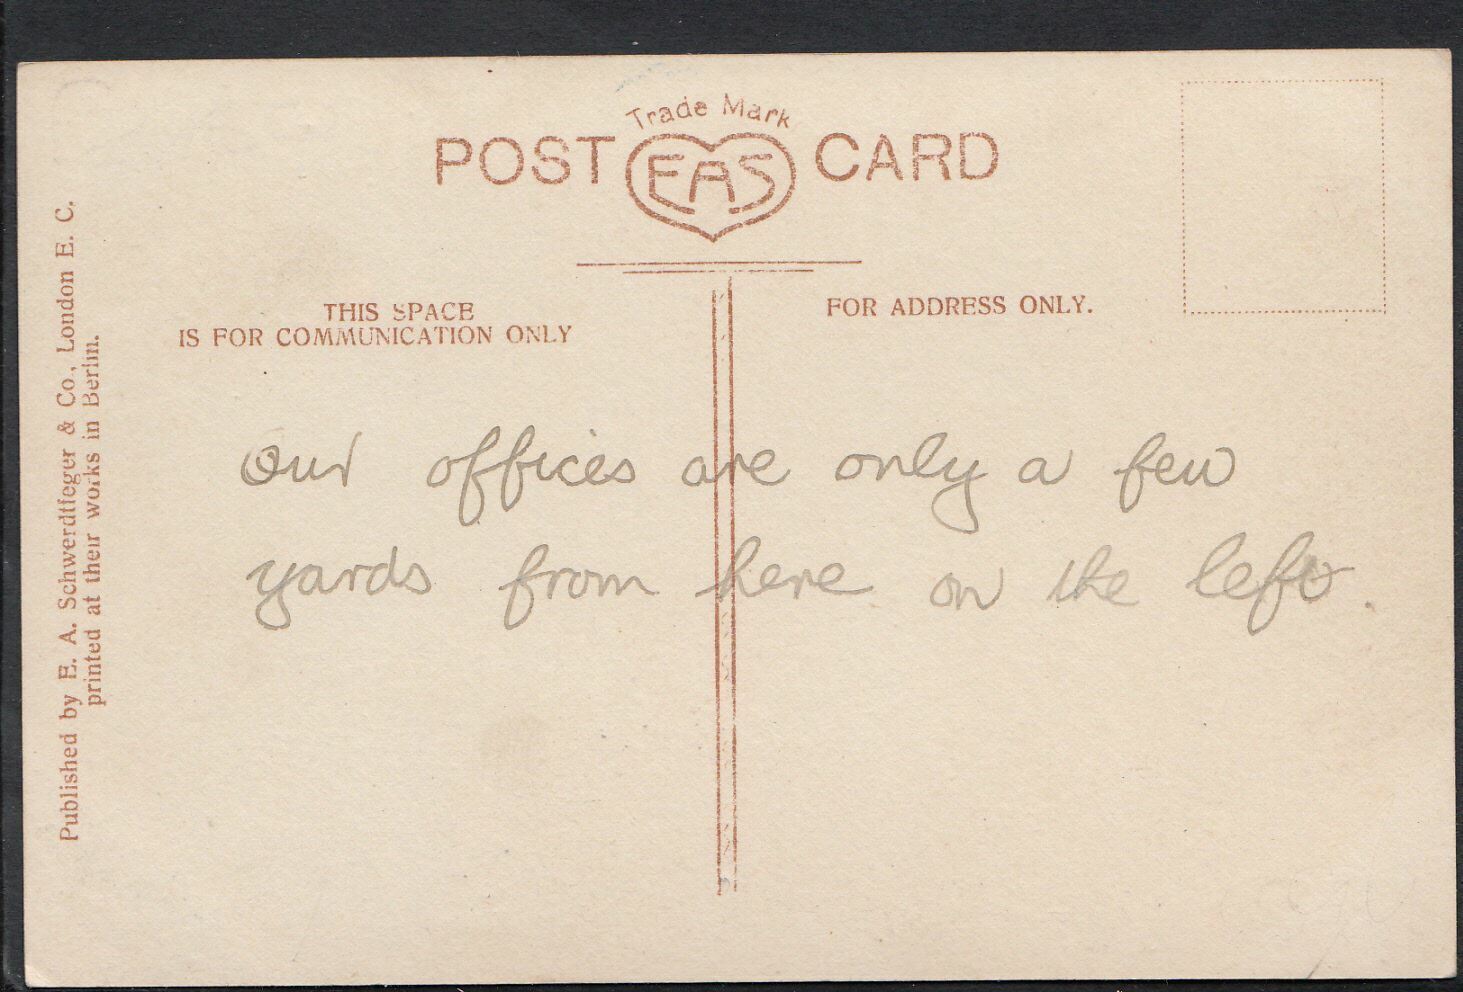 Trade Mark
POST EAS CARD
THIS SPACE
IS FOR COMMUNICATION ONLY
FOR ADDRESS ONLY.
Published by E. A. Schwerdtfeger & Co., London E. C.
printed at their works in Berlin.
Our offices are only a few
yards from here on the left.